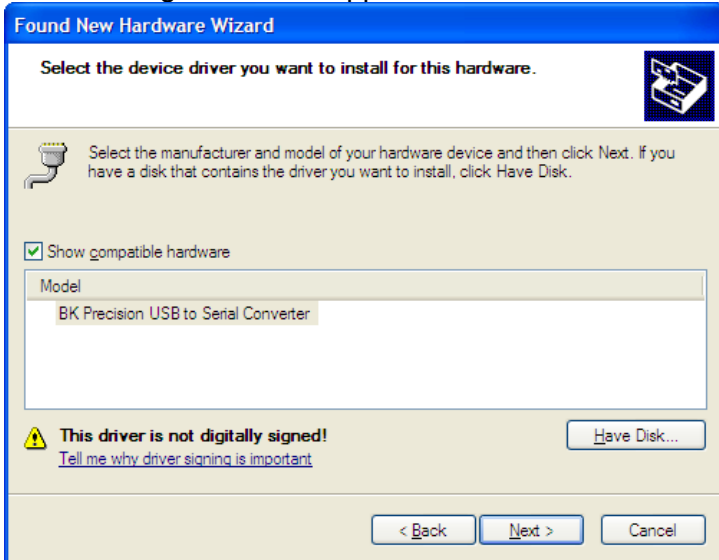 Found New Hardware Wizard
Select the device driver you want to install for this hardware.
Select the manufacturer and model of your hardware device and then click Next. If you
have a disk that contains the driver you want to install, click Have Disk.
Show compatible hardware
Model
BK Precision USB to Serial Converter
This driver is not digitally signed!
Have Disk...
Tell me why driver signing is important
< Back
Next >
Cancel